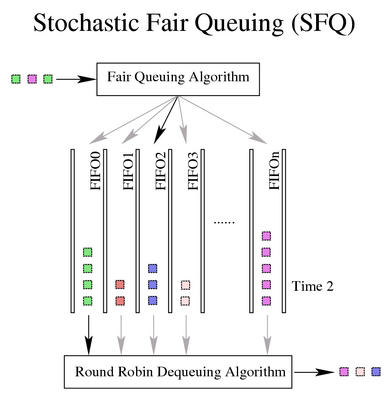 Stochastic Fair Queuing (SFQ)
Fair Queuing Algorithm
FIFO0
FIFO1
FIFO2
FIFO3
FIFOn
......
Time 2
Round Robin Dequeuing Algorithm